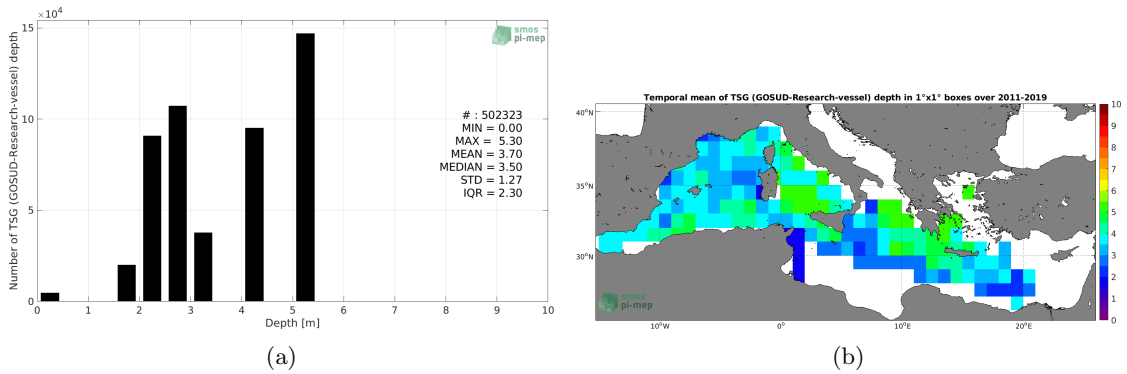 ×10⁴
15
10
5
0
Number of TSG (GOSUD-Research-vessel) depth
smos
pi-mep
# : 502323
MIN = 0.00
MAX = 5.30
MEAN = 3.70
MEDIAN = 3.50
STD = 1.27
IQR = 2.30
0 1 2 3 4 5 6 7 8 9 10
Depth [m]
(a)
Temporal mean of TSG (GOSUD-Research-vessel) depth in 1°x1° boxes over 2011-2019
40°N
35°N
30°N
10°W 0° 10°E 20°E
smos
pi-mep
10
9
8
7
6
5
4
3
2
1
0
(b)